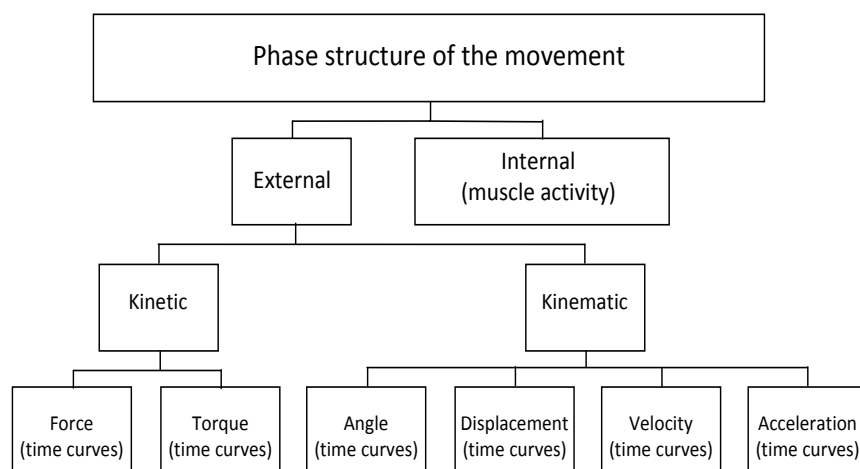 Phase structure of the movement
External
Internal
(muscle activity)
Kinetic
Kinematic
Force
(time curves)
Torque
(time curves)
Angle
(time curves)
Displacement
(time curves)
Velocity
(time curves)
Acceleration
(time curves)